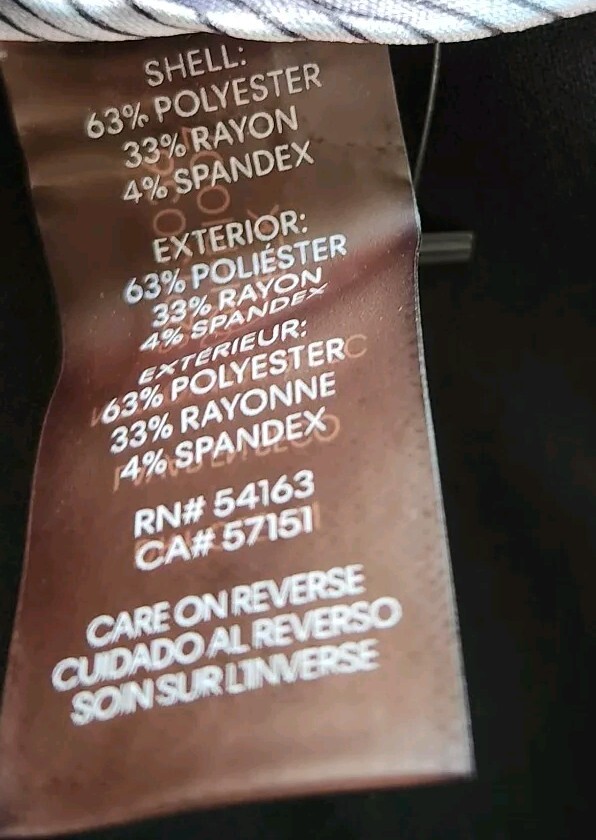 SHELL:
63% POLYESTER
33% RAYON
4% SPANDEX
EXTERIOR:
63% POLIÉSTER
33% RAYON
4% SPANDEX
EXTERIEUR:
63% POLYESTER
33% RAYONNE
4% SPANDEX
RN# 54163
CA# 57151
CARE ON REVERSE
CUIDADO AL REVERSO
SOIN SUR L'INVERSE